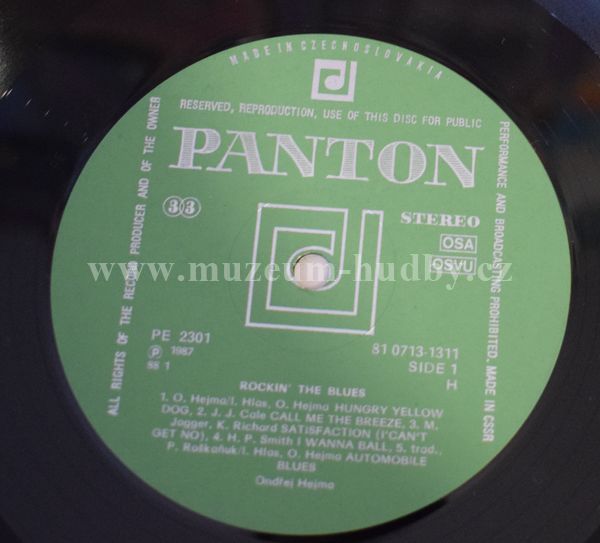 MADE IN CZECHOSLOVAKIA
RESERVED, REPRODUCTION, USE OF THIS DISC FOR PUBLIC
PERFORMANCE AND BROADCASTING PROHIBITED. MADE IN CSSR
ALL RIGHTS OF THE RECORD PRODUCER AND OF THE OWNER
PANTON
33
STEREO
OSA
OSVU
www.muzeum-hudby.cz
PE 2301
Ⓟ 1987
SS 1
81 0713-1311
SIDE 1
H
ROCKIN' THE BLUES
1. O. Hejma/I. Hlas, O. Hejma HUNGRY YELLOW
DOG, 2. J. J. Cale CALL ME THE BREEZE, 3. M.
Jagger, K. Richard SATISFACTION (I'CAN'T
GET NO), 4. H. P. Smith I WANNA BALL, 5. trad.,
P. Roškaňuk/I. Hlas, O. Hejma AUTOMOBILE
BLUES
Ondřej Hejma